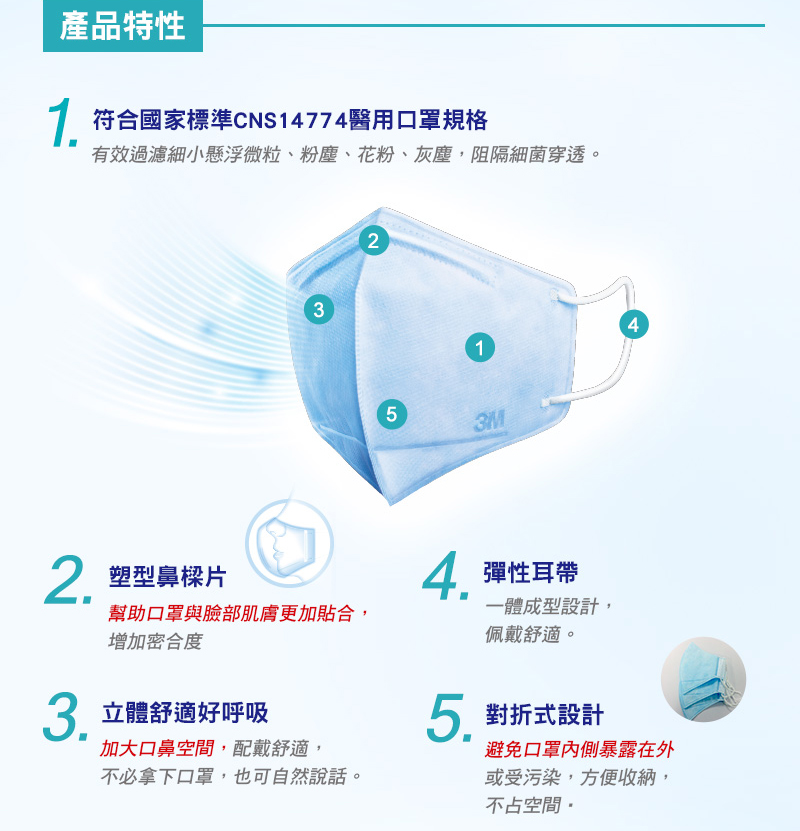 產品特性
1. 符合國家標準CNS14774醫用口罩規格
有效過濾細小懸浮微粒、粉塵、花粉、灰塵，阻隔細菌穿透。
2
3
4
1
5
3M
2. 塑型鼻樑片
幫助口罩與臉部肌膚更加貼合，
增加密合度
4. 彈性耳帶
一體成型設計，
佩戴舒適。
3. 立體舒適好呼吸
加大口鼻空間，配戴舒適，
不必拿下口罩，也可自然說話。
5. 對折式設計
避免口罩內側暴露在外
或受污染，方便收納，
不占空間·